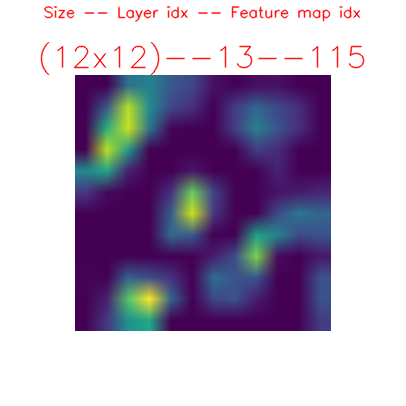 Size -- Layer idx -- Feature map idx
(12x12)--13--115